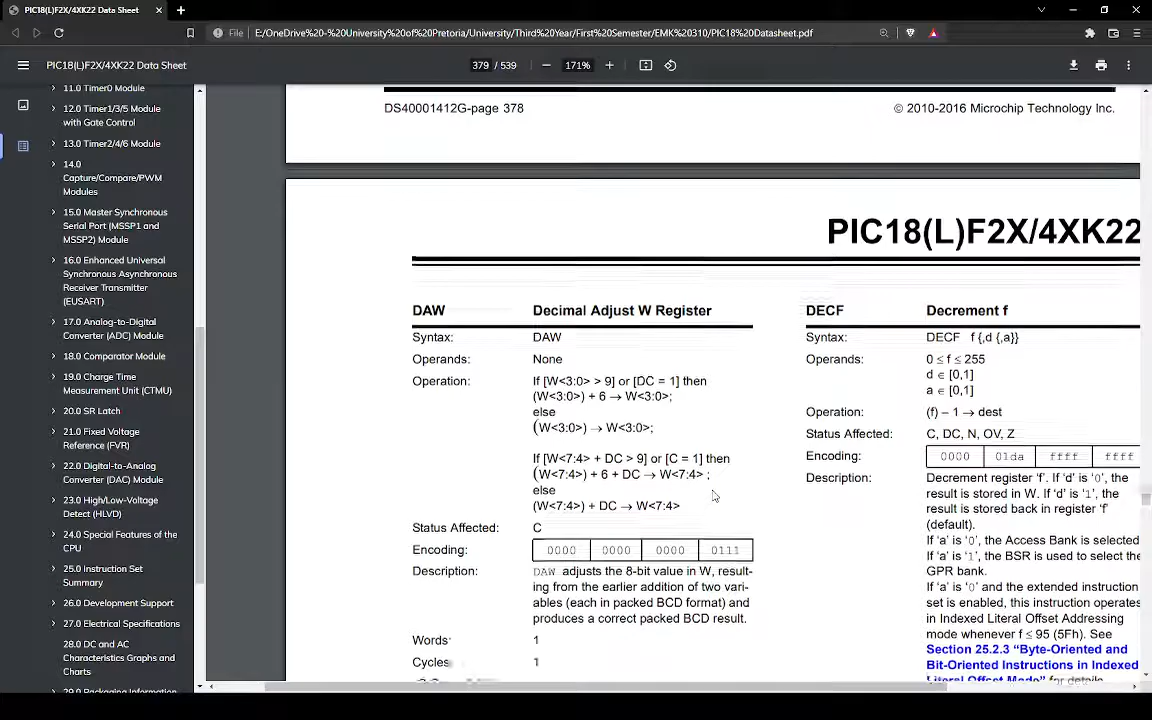 PIC18(L)F2X/4XK22 Data Sheet
File
E:/OneDrive%20-%20University%20of%20Pretoria/University/Third%20Year/First%20Semester/EMK%20310/PIC18%20Datasheet.pdf
PIC18(L)F2X/4XK22 Data Sheet
379 / 539
171%
11.0 Timer0 Module
12.0 Timer1/3/5 Module
with Gate Control
13.0 Timer2/4/6 Module
14.0
Capture/Compare/PWM
Modules
15.0 Master Synchronous
Serial Port (MSSP1 and
MSSP2) Module
16.0 Enhanced Universal
Synchronous Asynchronous
Receiver Transmitter
(EUSART)
17.0 Analog-to-Digital
Converter (ADC) Module
18.0 Comparator Module
19.0 Charge Time
Measurement Unit (CTMU)
20.0 SR Latch
21.0 Fixed Voltage
Reference (FVR)
22.0 Digital-to-Analog
Converter (DAC) Module
23.0 High/Low-Voltage
Detect (HLVD)
24.0 Special Features of the
CPU
25.0 Instruction Set
Summary
26.0 Development Support
27.0 Electrical Specifications
28.0 DC and AC
Characteristics Graphs and
Charts
29.0 Packaging Information
DS40001412G-page 378
© 2010-2016 Microchip Technology Inc.
PIC18(L)F2X/4XK22
DAW Decimal Adjust W Register
Syntax: DAW
Operands: None
Operation: If [W<3:0> > 9] or [DC = 1] then
(W<3:0>) + 6 → W<3:0>;
else
(W<3:0>) → W<3:0>;
If [W<7:4> + DC > 9] or [C = 1] then
(W<7:4>) + 6 + DC → W<7:4> ;
else
(W<7:4>) + DC → W<7:4>
Status Affected: C
Encoding: 0000 0000 0000 0111
Description: DAW adjusts the 8-bit value in W, result-
ing from the earlier addition of two vari-
ables (each in packed BCD format) and
produces a correct packed BCD result.
Words: 1
Cycles 1
DECF Decrement f
Syntax: DECF f {,d {,a}}
Operands: 0 ≤ f ≤ 255
d ∈ [0,1]
a ∈ [0,1]
Operation: (f) – 1 → dest
Status Affected: C, DC, N, OV, Z
Encoding: 0000 01da ffff ffff
Description: Decrement register 'f'. If 'd' is '0', the
result is stored in W. If 'd' is '1', the
result is stored back in register 'f'
(default).
If 'a' is '0', the Access Bank is selected
If 'a' is '1', the BSR is used to select the
GPR bank.
If 'a' is '0' and the extended instruction
set is enabled, this instruction operates
in Indexed Literal Offset Addressing
mode whenever f ≤ 95 (5Fh). See
Section 25.2.3 "Byte-Oriented and
Bit-Oriented Instructions in Indexed
Literal Offset Mode" for details